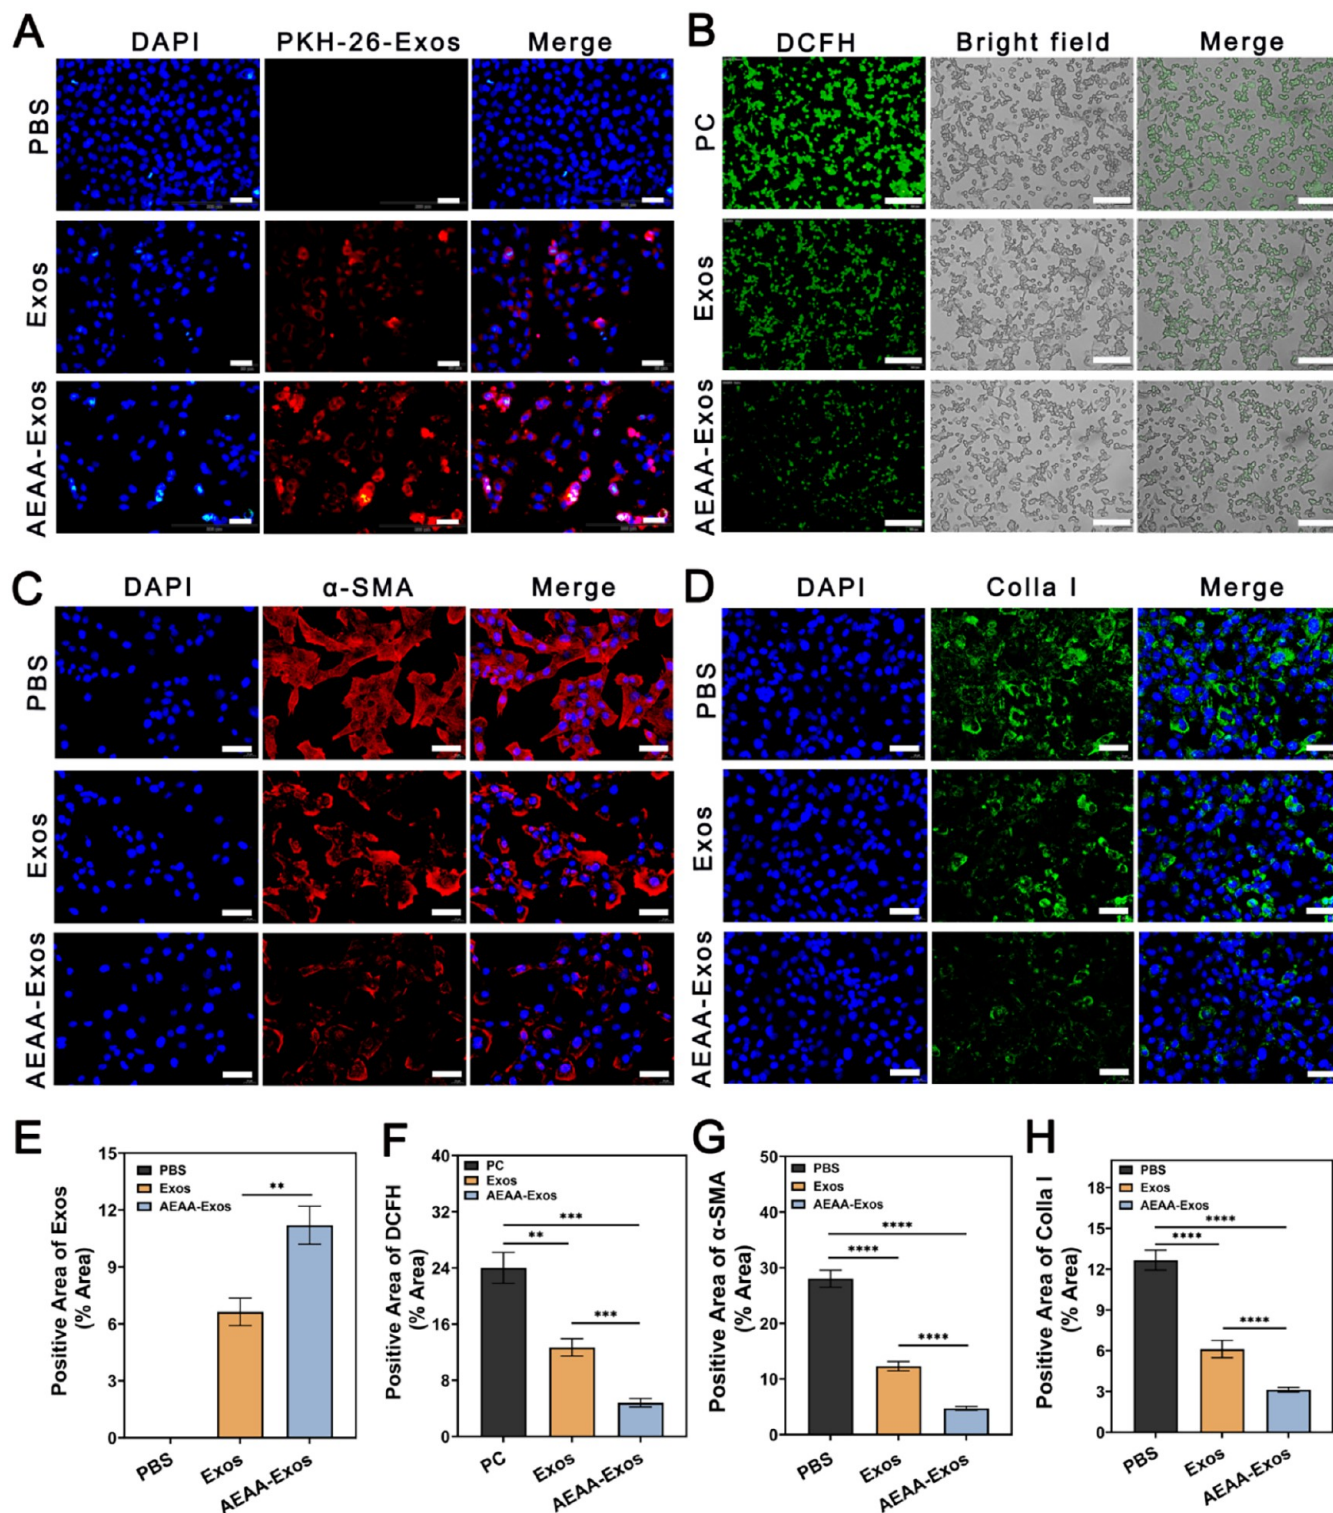 A
DAPI PKH-26-Exos Merge
PBS
Exos
AEAA-Exos
B
DCFH Bright field Merge
PC
Exos
AEAA-Exos
C
DAPI α-SMA Merge
PBS
Exos
AEAA-Exos
D
DAPI Colla I Merge
PBS
Exos
AEAA-Exos
E
Positive Area of Exos
(% Area)
15
12
9
6
3
0
PBS
Exos
AEAA-Exos
**
PBS Exos AEAA-Exos
F
Positive Area of DCFH
(% Area)
40
32
24
16
8
0
PC
Exos
AEAA-Exos
***
**
***
PC Exos AEAA-Exos
G
Positive Area of α-SMA
(% Area)
50
40
30
20
10
0
PBS
Exos
AEAA-Exos
****
****
****
PBS Exos AEAA-Exos
H
Positive Area of Colla I
(% Area)
18
15
12
9
6
3
0
PBS
Exos
AEAA-Exos
****
****
****
PBS Exos AEAA-Exos